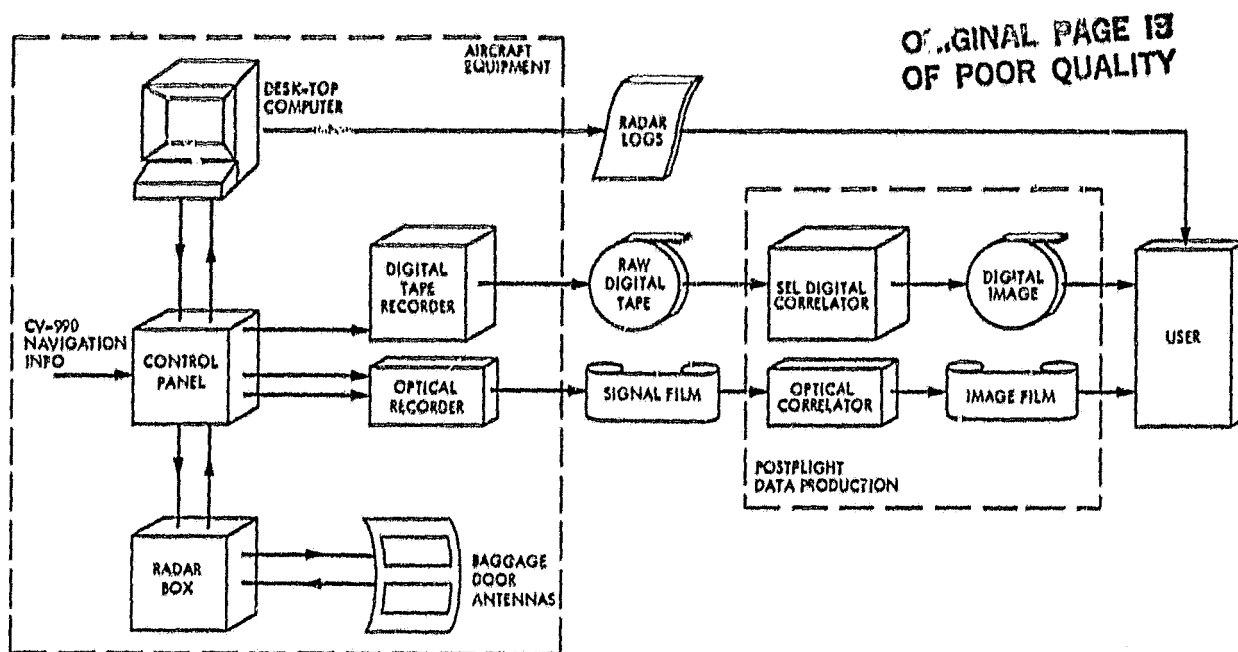 O GINAL PAGE IS
OF POOR QUALITY
AIRCRAFT
EQUIPMENT
DESK-TOP
COMPUTER
RADAR
LOGS
DIGITAL
TAPE
RECORDER
RAW
DIGITAL
TAPE
SEL DIGITAL
CORRELATOR
DIGITAL
IMAGE
USER
CV-990
NAVIGATION
INFO
CONTROL
PANEL
OPTICAL
RECORDER
SIGNAL FILM
OPTICAL
CORRELATOR
IMAGE FILM
POSTFLIGHT
DATA PRODUCTION
RADAR
BOX
BAGGAGE
DOOR
ANTENNAS